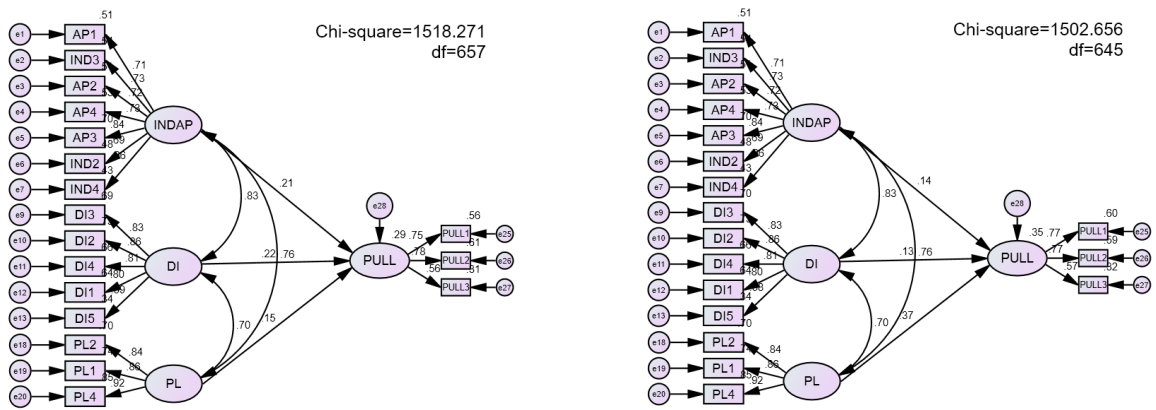 Chi-square=1518.271
df=657
.51
e1 AP1
e2 IND3
e3 AP2
e4 AP4
e5 AP3
e6 IND2
e7 IND4
e9 DI3
e10 DI2
e11 DI4
e12 DI1
e13 DI5
e18 PL2
e19 PL1
e20 PL4
.71
.73
.72
.73
.84
INDAP
.83
.86
.81
DI
.70
.84
.86
.92
PL
.21
.83
.22
.76
.70
.15
e28
.29
PULL
.75
.78
.56
.56
PULL1 e25
.61
PULL2 e26
.31
PULL3 e27
Chi-square=1502.656
df=645
.51
e1 AP1
e2 IND3
e3 AP2
e4 AP4
e5 AP3
e6 IND2
e7 IND4
e9 DI3
e10 DI2
e11 DI4
e12 DI1
e13 DI5
e18 PL2
e19 PL1
e20 PL4
.71
.73
.72
.73
.84
INDAP
.83
.86
.81
DI
.70
.84
.86
.92
PL
.14
.83
.13
.76
.70
.37
e28
.35
PULL
.77
.77
.57
.60
PULL1 e25
.59
PULL2 e26
.32
PULL3 e27